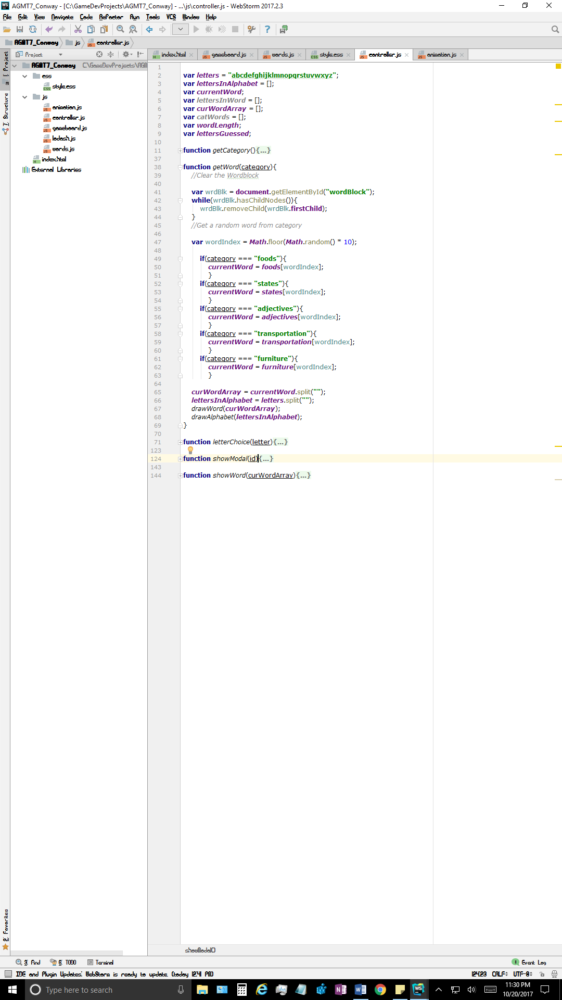 AGMT7_Conway - [C:\GameDevProjects\AGMT7_Conway] - ...\js\controller.js - WebStorm 2017.2.3
File Edit View Navigate Code Refactor Run Tools VCS Window Help
AGMT7_Conway js controller.js
Project
index.html gameboard.js words.js style.css controller.js animation.js
1: Project
7: Structure
2: Favorites
AGMT7_Conway C:\GameDevProjects\AGM
css
style.css
js
animation.js
controller.js
gameboard.js
lodash.js
words.js
index.html
External Libraries
1
2 var letters = "abcdefghijklmnopqrstuvwxyz";
3 var lettersInAlphabet = [];
4 var currentWord;
5 var lettersInWord = [];
6 var curWordArray = [];
7 var catWords = [];
8 var wordLength;
9 var lettersGuessed;
10
11 function getCategory(){...}
37
38 function getWord(category){
39 //Clear the Wordblock
40
41 var wrdBlk = document.getElementById("wordBlock");
42 while(wrdBlk.hasChildNodes()){
43 wrdBlk.removeChild(wrdBlk.firstChild);
44 }
45 //Get a random word from category
46
47 var wordIndex = Math.floor(Math.random() * 10);
48
49 if(category === "foods"){
50 currentWord = foods[wordIndex];
51 }
52 if(category === "states"){
53 currentWord = states[wordIndex];
54 }
55 if(category === "adjectives"){
56 currentWord = adjectives[wordIndex];
57 }
58 if(category === "transportation"){
59 currentWord = transportation[wordIndex];
60 }
61 if(category === "furniture"){
62 currentWord = furniture[wordIndex];
63 }
64
65 curWordArray = currentWord.split("");
66 lettersInAlphabet = letters.split("");
67 drawWord(curWordArray);
68 drawAlphabet(lettersInAlphabet);
69 }
70
71 function letterChoice(letter){...}
123
124 function showModal(id){...}
143
144 function showWord(curWordArray){...}
showModal()
3: Find 6: TODO Terminal Event Log
IDE and Plugin Updates: WebStorm is ready to update. (today 12:41 PM) 124:23 CRLF÷ UTF-8÷
Type here to search
11:30 PM
10/20/2017